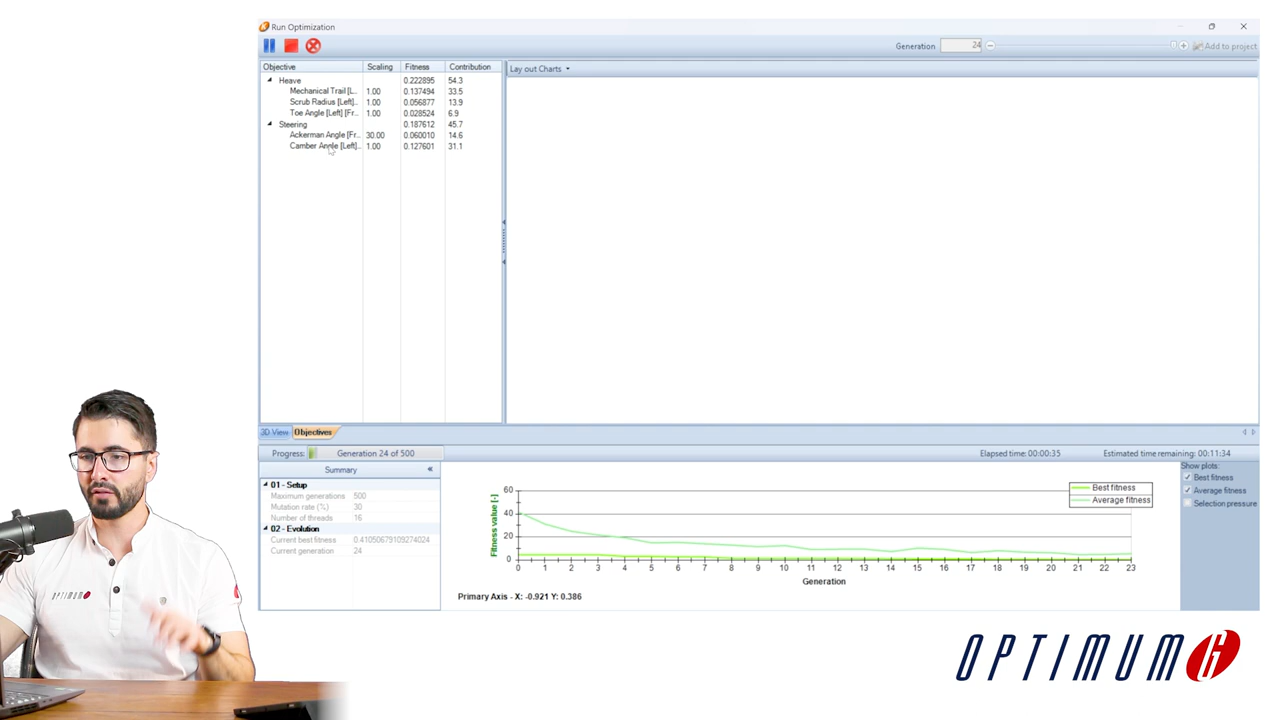 Run Optimization
Generation 24 Add to project
Objective Scaling Fitness Contribution
Lay out Charts
Heave 0.222895 54.3
Mechanical Trail [L... 1.00 0.137494 33.5
Scrub Radius [Left].. 1.00 0.056877 13.9
Toe Angle [Left] [Fr... 1.00 0.028524 6.9
Steering 0.187612 45.7
Ackerman Angle [Fr... 30.00 0.060010 14.6
Camber Angle [Left].. 1.00 0.127601 31.1
3D View Objectives
Progress: Generation 24 of 500 Elapsed time: 00:00:35 Estimated time remaining: 00:11:34
Summary
01 - Setup
Maximum generations 500
Mutation rate (%) 30
Number of threads 16
02 - Evolution
Current best fitness 0.41050679109274024
Current generation 24
Fitness value [-]
60
40
20
0
0 1 2 3 4 5 6 7 8 9 10 11 12 13 14 15 16 17 18 19 20 21 22 23
Generation
Best fitness
Average fitness
Primary Axis - X: -0.921 Y: 0.386
Show plots:
Best fitness
Average fitness
Selection pressure
OPTIMUMG
OPTIMUM G